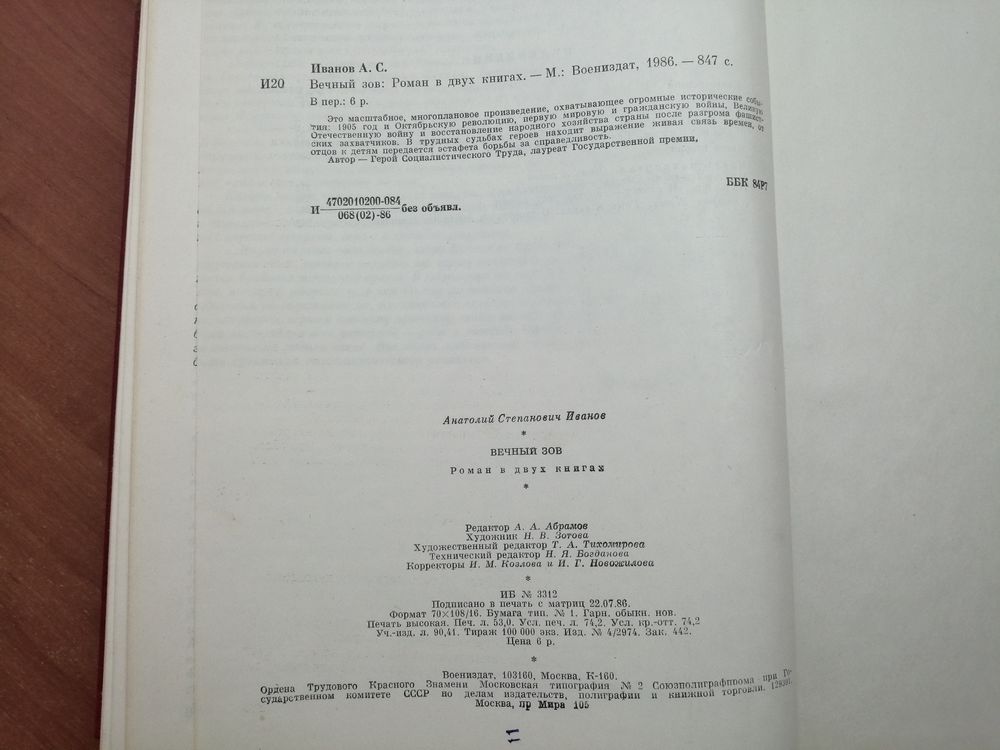 Иванов А. С.
И20 Вечный зов: Роман в двух книгах. — М.: Воениздат, 1986. — 847 с.
В пер.: 6 р.
Это масштабное, многоплановое произведение, охватывающее огромные исторические собы-
тия: 1905 год и Октябрьскую революцию, первую мировую и гражданскую войны, Великую
Отечественную войну и восстановление народного хозяйства страны после разгрома фашист-
ских захватчиков. В трудных судьбах героев находит выражение живая связь времен, от
отцов к детям передается эстафета борьбы за справедливость.
Автор — Герой Социалистического Труда, лауреат Государственной премии.
ББК 84Р7
4702010200-084
И без объявл.
068(02)-86
Анатолий Степанович Иванов
*
ВЕЧНЫЙ ЗОВ
Роман в двух книгах
*
Редактор А. А. Абрамов
Художник Н. В. Зотова
Художественный редактор Т. А. Тихомирова
Технический редактор Н. Я. Богданова
Корректоры И. М. Козлова и И. Г. Новожилова
*
ИБ № 3312
Подписано в печать с матриц 22.07.86.
Формат 70×108/16. Бумага тип. № 1. Гарн. обыкн. нов.
Печать высокая. Печ. л. 53,0. Усл. печ. л. 74,2. Усл. кр.-отт. 74,2
Уч.-изд. л. 90,41. Тираж 100 000 экз. Изд. № 4/2974. Зак. 442.
Цена 6 р.
*
Воениздат, 103160, Москва, К-160.
Ордена Трудового Красного Знамени Московская типография № 2 Союзполиграфпрома при Го-
сударственном комитете СССР по делам издательств, полиграфии и книжной торговли.
Москва, пр Мира 105
11